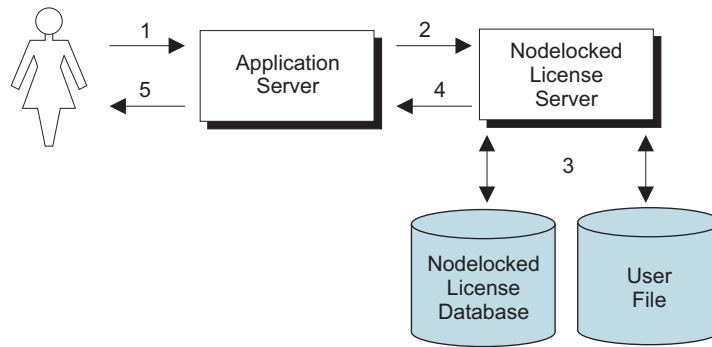 1
2
Application
Server
Nodelocked
License
Server
5
4
3
Nodelocked
License
Database
User
File